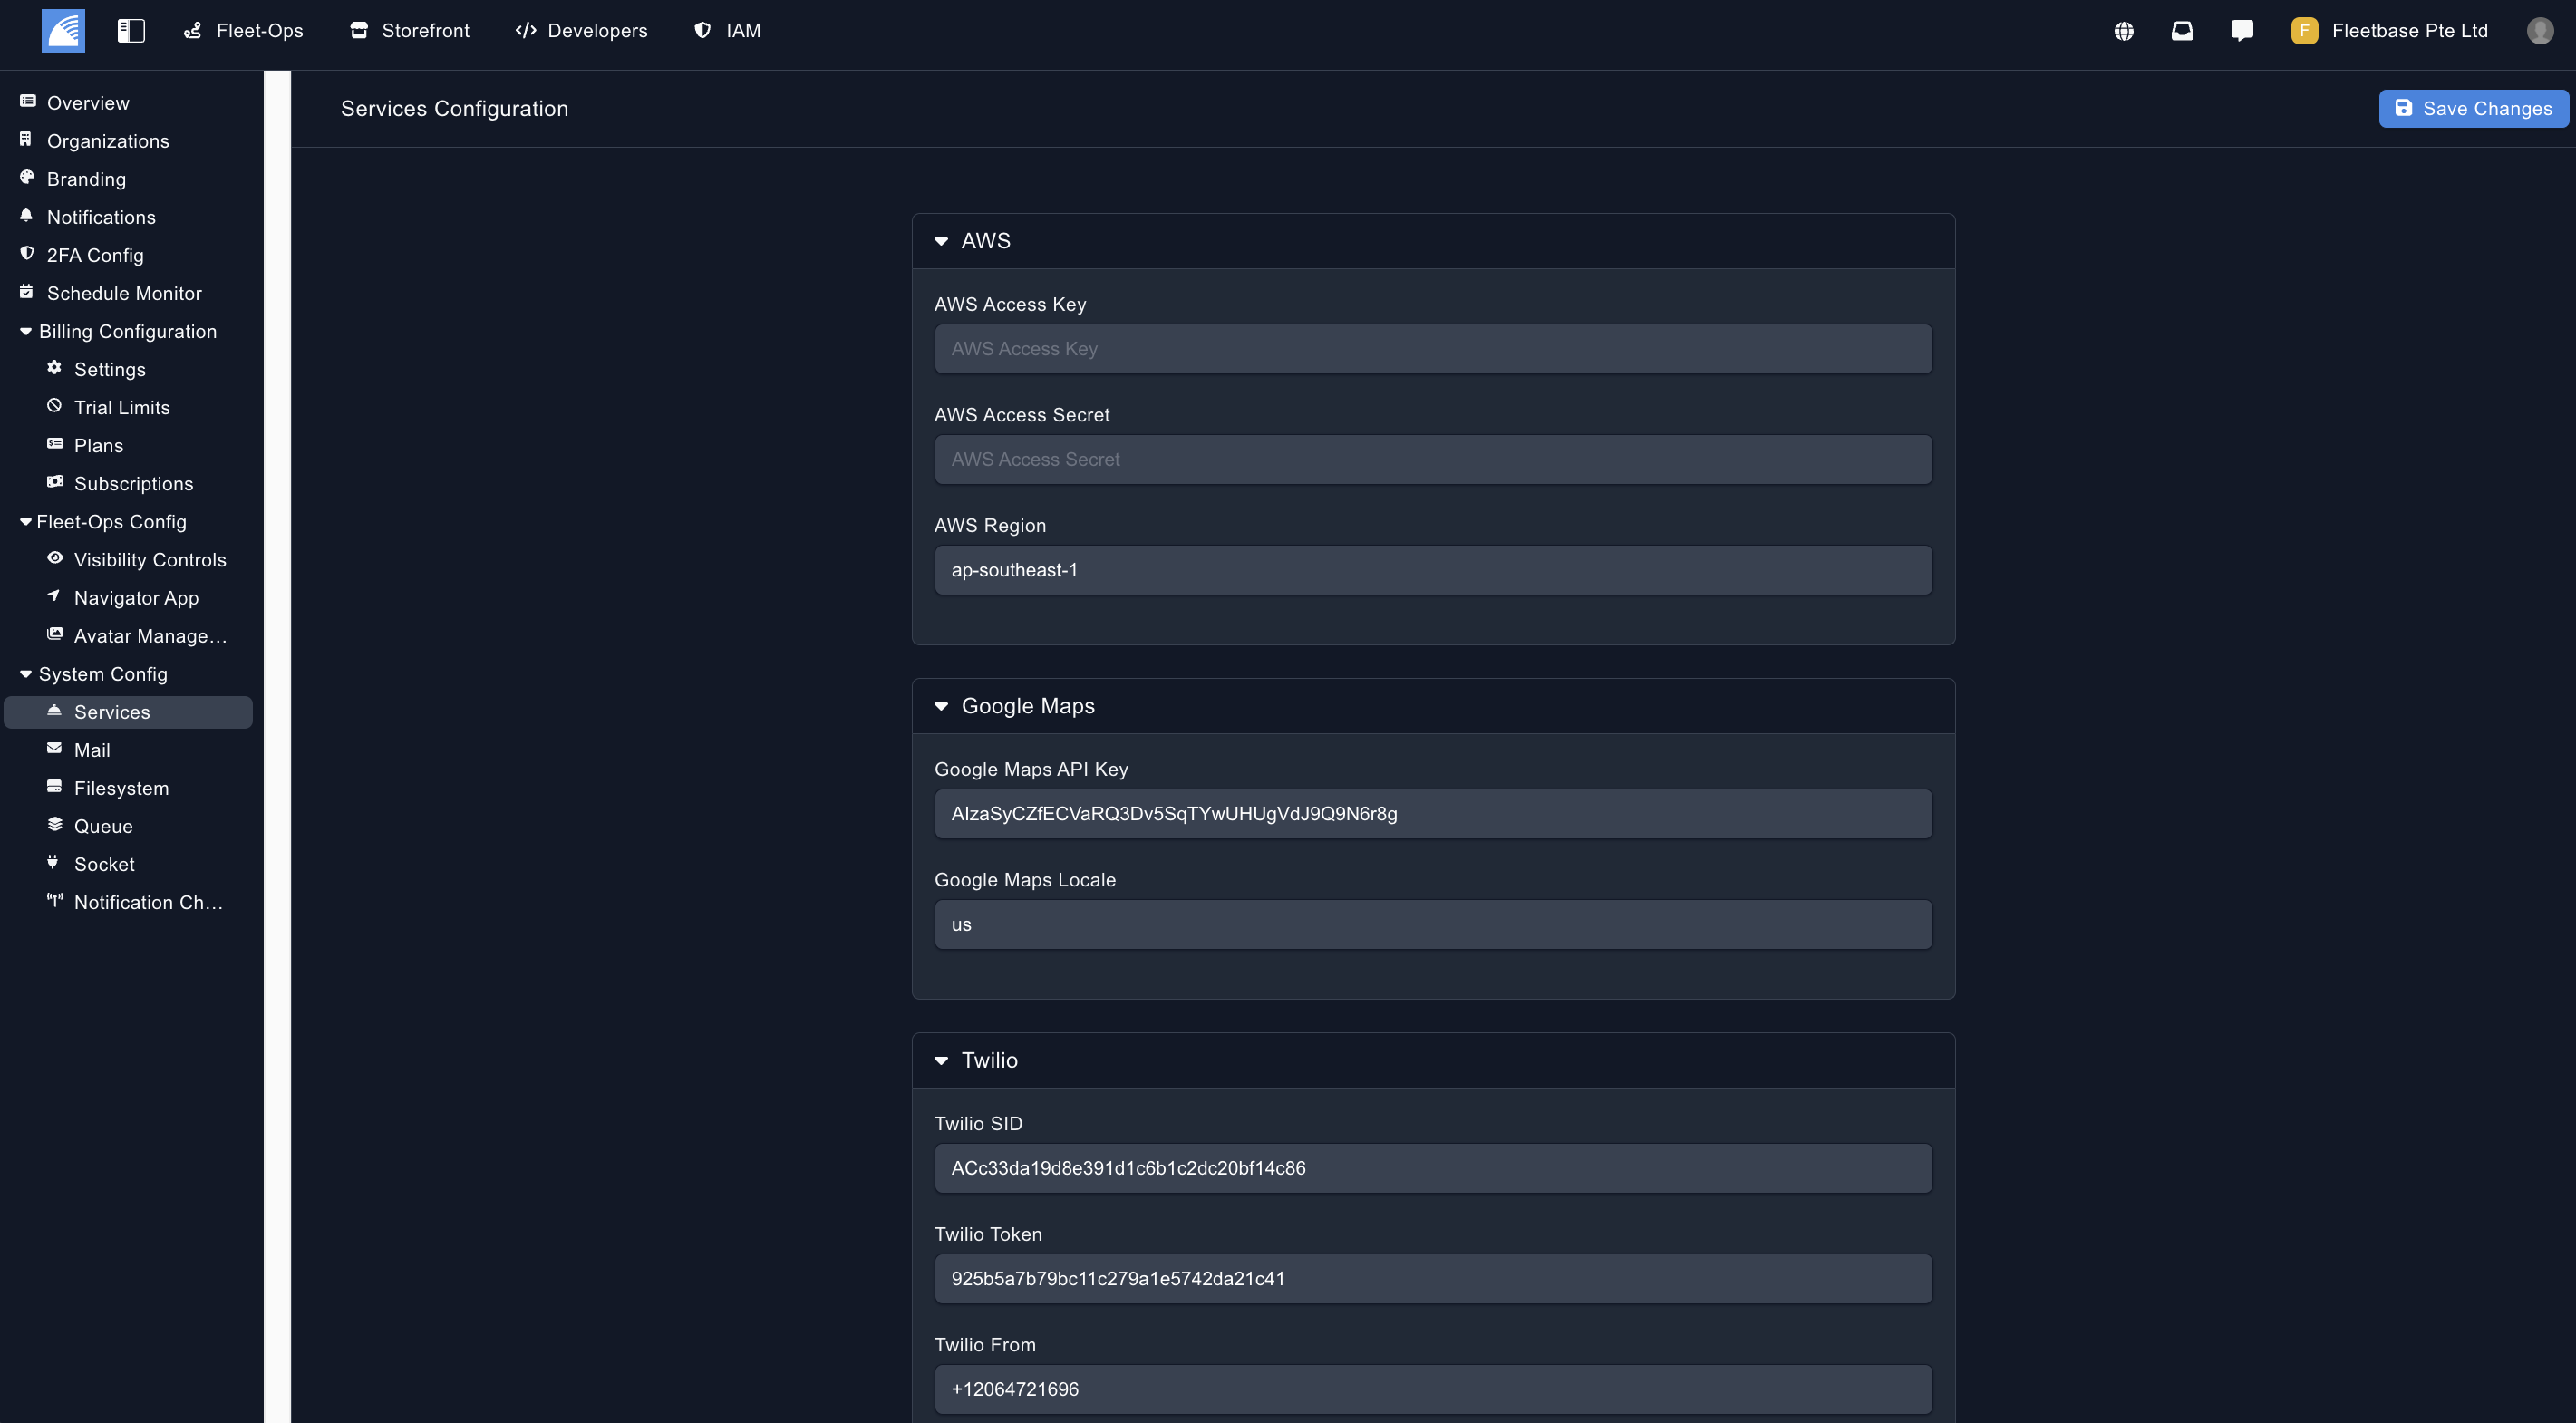 Fleet-Ops
Storefront
Developers
IAM
F
Fleetbase Pte Ltd
Overview
Organizations
Branding
Notifications
2FA Config
Schedule Monitor
Billing Configuration
Settings
Trial Limits
Plans
Subscriptions
Fleet-Ops Config
Visibility Controls
Navigator App
Avatar Manage...
System Config
Services
Mail
Filesystem
Queue
Socket
Notification Ch...
Services Configuration
Save Changes
AWS
AWS Access Key
AWS Access Key
AWS Access Secret
AWS Access Secret
AWS Region
ap-southeast-1
Google Maps
Google Maps API Key
AIzaSyCZfECVaRQ3Dv5SqTYwUHUgVdJ9Q9N6r8g
Google Maps Locale
us
Twilio
Twilio SID
ACc33da19d8e391d1c6b1c2dc20bf14c86
Twilio Token
925b5a7b79bc11c279a1e5742da21c41
Twilio From
+12064721696